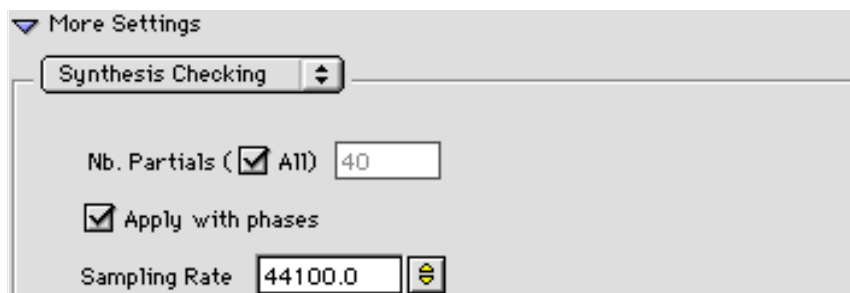 More Settings
Synthesis Checking
Nb. Partials ( All) 40
Apply with phases
Sampling Rate 44100.0